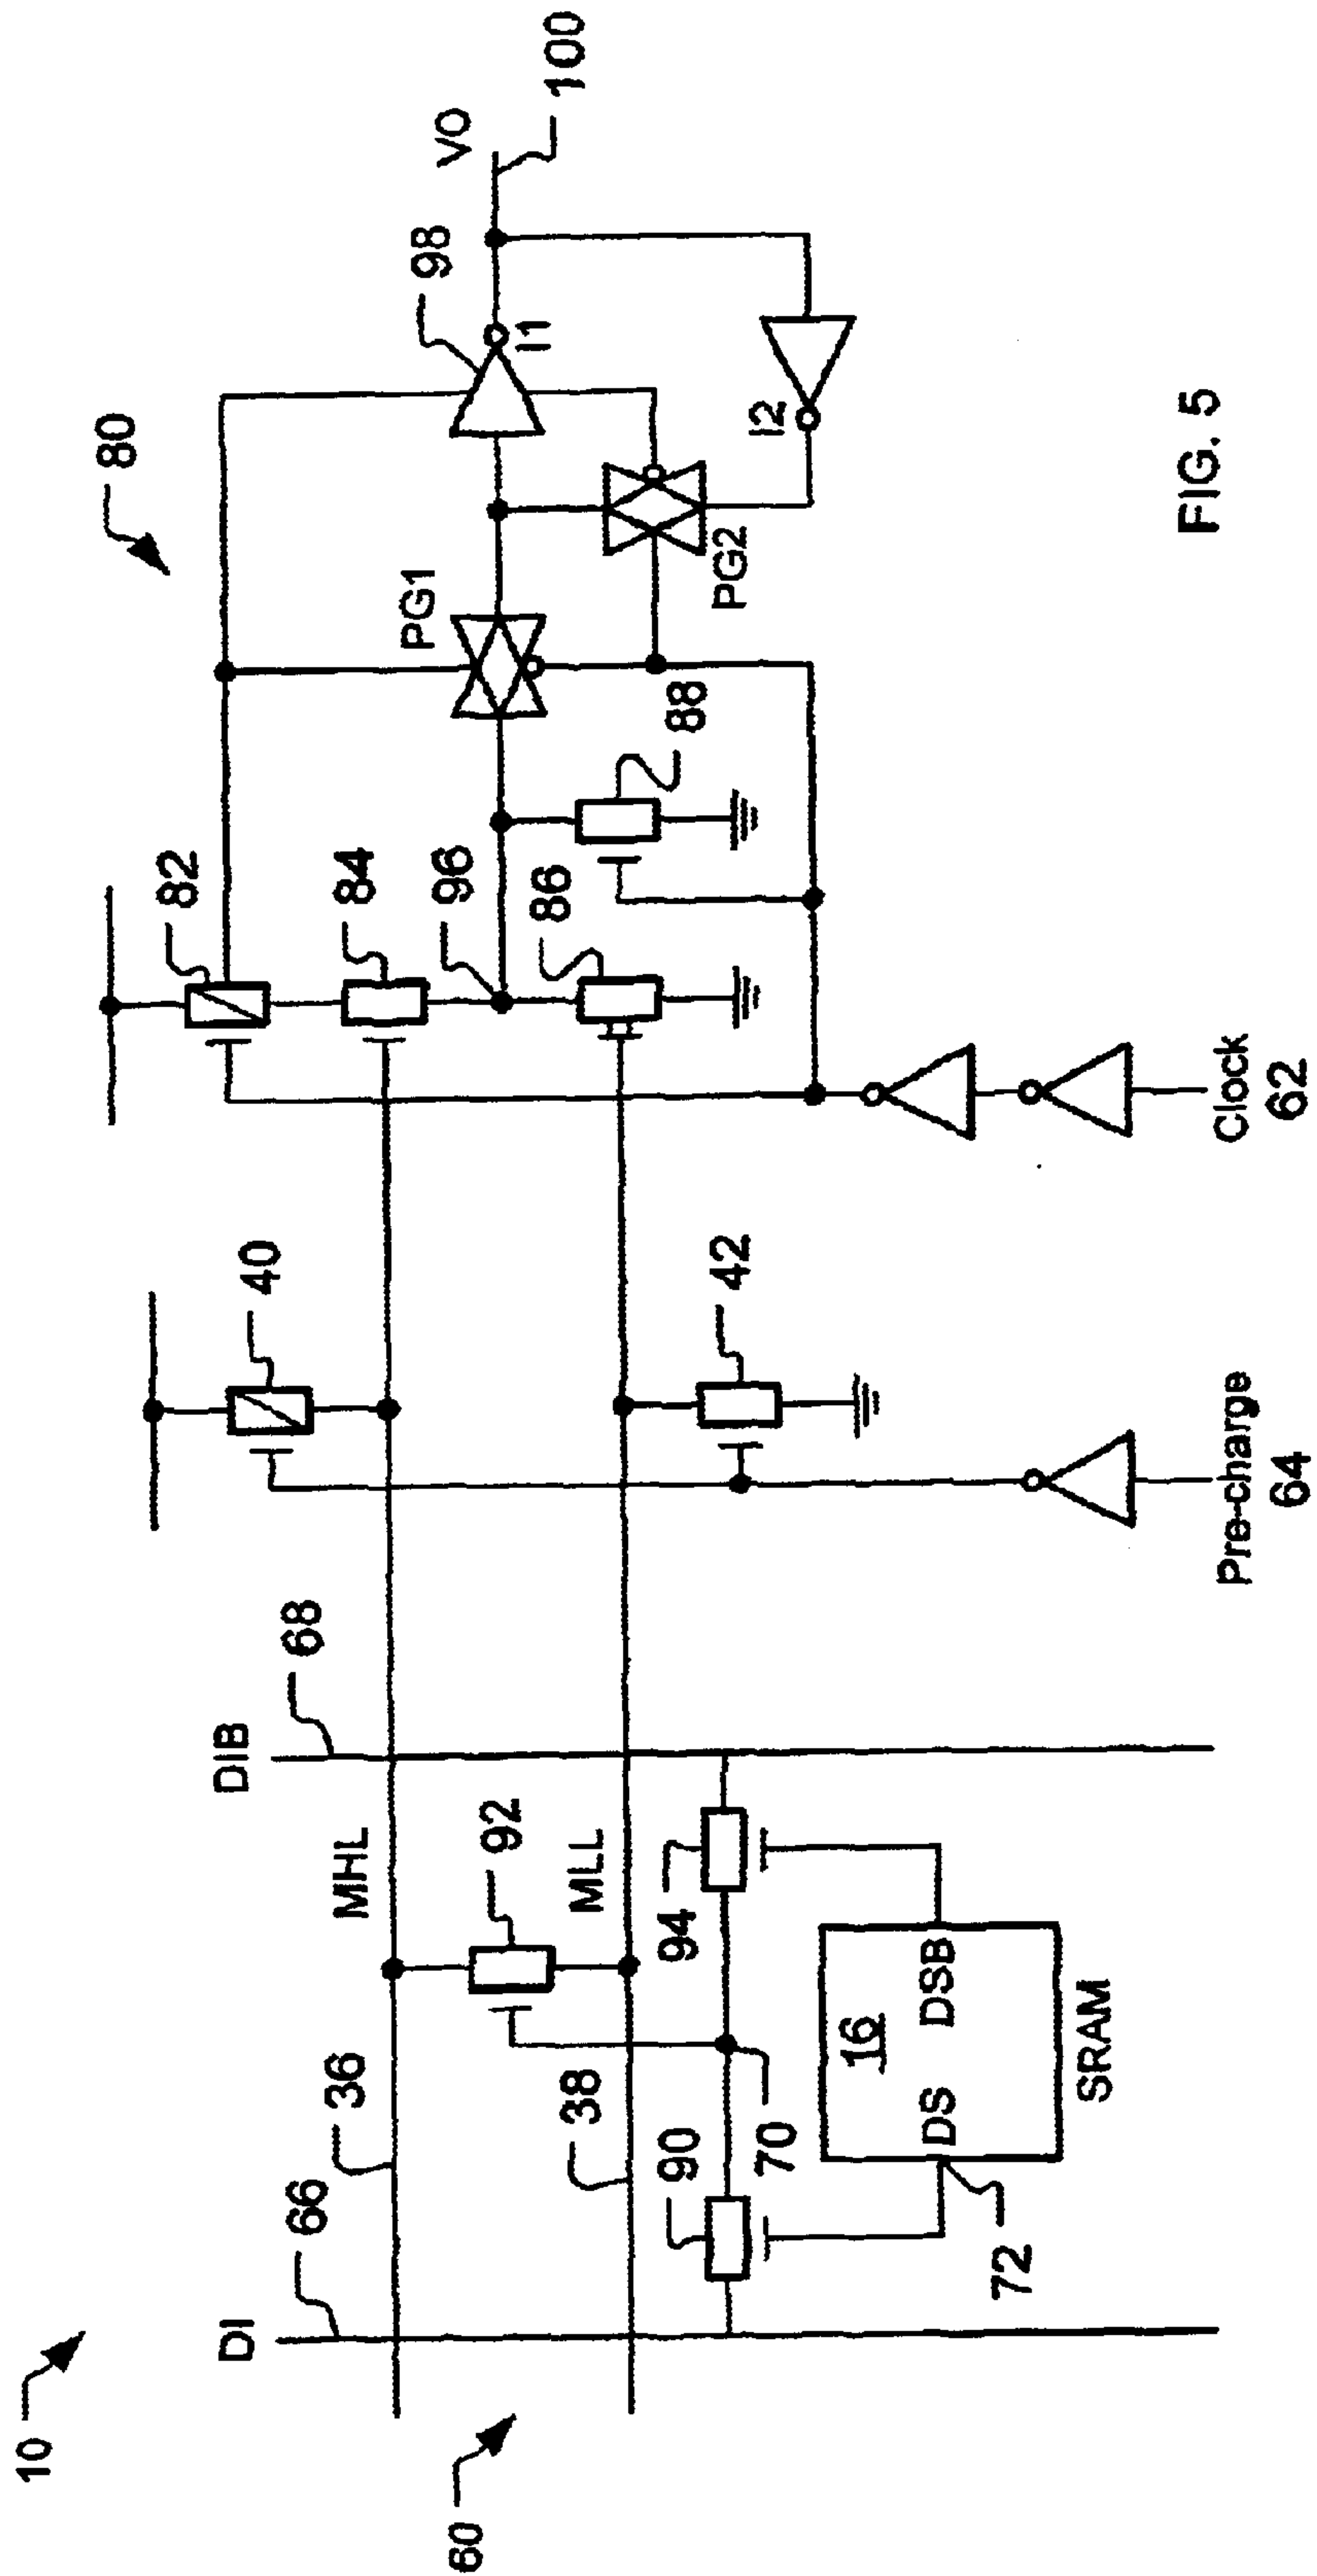 10
60
DI
66
36
38
MHL
MLL
92
90
70
94
16
DS
DSB
SRAM
72
DIB
68
40
42
Pre-charge
64
80
82
84
96
86
88
Clock
62
PG1
PG2
98
I1
I2
VO
100
FIG. 5